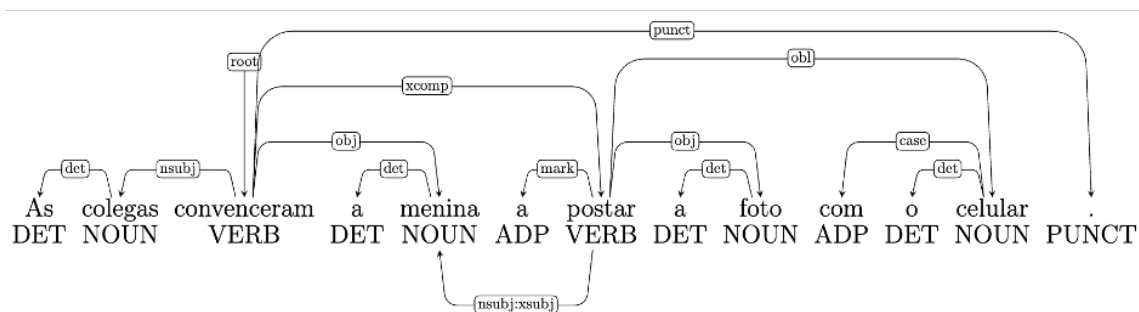 punct
root
obl
xcomp
obj
det nsubj det mark obj det case det
As colegas convenceram a menina a postar a foto com o celular .
DET NOUN VERB DET NOUN ADP VERB DET NOUN ADP DET NOUN PUNCT
nsubj:xsubj